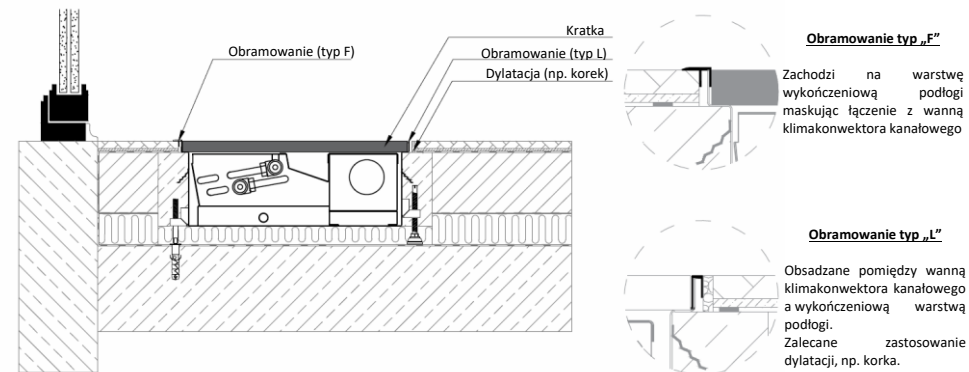 Kratka
Obramowanie (typ F)
Obramowanie (typ L)
Dylatacja (np. korek)
Obramowanie typ „F”
Zachodzi na warstwę
wykończeniową podłogi
maskując łączenie z wanną
klimakonwektora kanałowego
Obramowanie typ „L”
Obsadzane pomiędzy wanną
klimakonwektora kanałowego
a wykończeniową warstwą
podłogi.
Zalecane zastosowanie
dylatacji, np. korka.